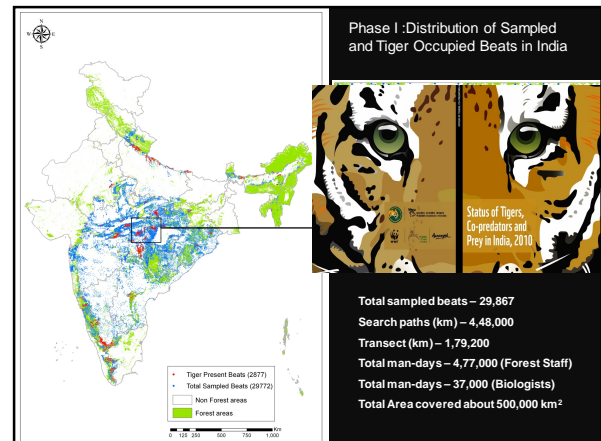 Phase I :Distribution of Sampled
and Tiger Occupied Beats in India
N
W
E
S
Status of Tigers,
Co-predators and
Prey in India, 2010
WWF
Total sampled beats – 29,867
Search paths (km) – 4,48,000
Transect (km) – 1,79,200
Total man-days – 4,77,000 (Forest Staff)
Total man-days – 37,000 (Biologists)
Total Area covered about 500,000 km²
Tiger Present Beats (2877)
Total Sampled Beats (29772)
Non Forest areas
Forest areas
0 125 250 500 750 1,000
Km